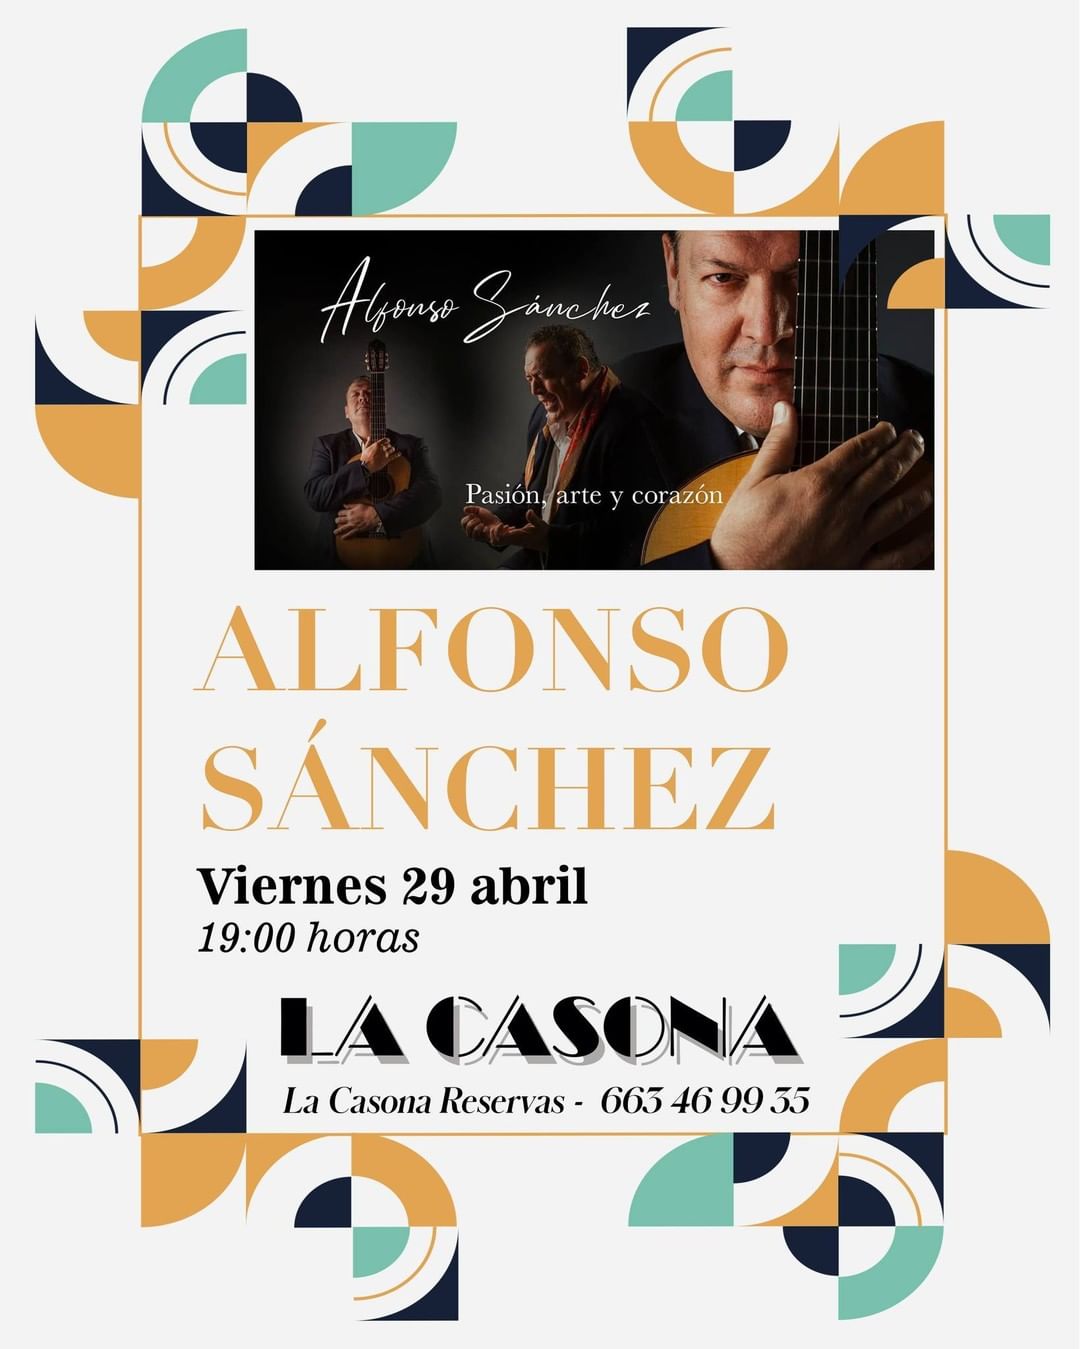 Alfonso Sánchez
Pasión, arte y corazón
ALFONSO
SÁNCHEZ
Viernes 29 abril
19:00 horas
LA CASONA
La Casona Reservas - 663 46 99 35